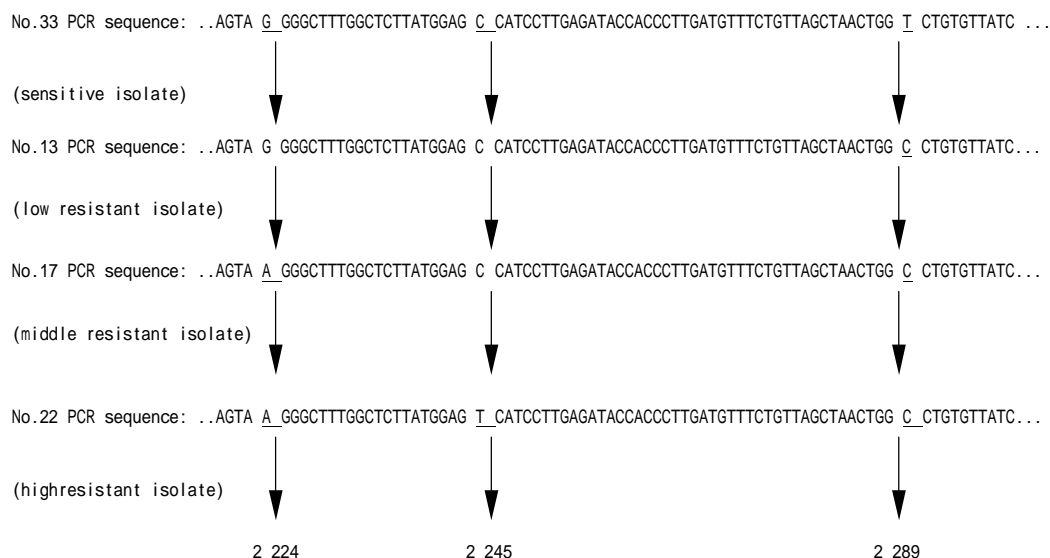 No.33 PCR sequence: ..AGTA G GGGCTTTGGCTCTTATGGAG C CATCCTTGAGATACCACCCTTGATGTTTCTGTTAGCTAACTGG T CTGTGTTATC ...
(sensitive isolate)
No.13 PCR sequence: ..AGTA G GGGCTTTGGCTCTTATGGAG C CATCCTTGAGATACCACCCTTGATGTTTCTGTTAGCTAACTGG C CTGTGTTATC...
(low resistant isolate)
No.17 PCR sequence: ..AGTA A GGGCTTTGGCTCTTATGGAG C CATCCTTGAGATACCACCCTTGATGTTTCTGTTAGCTAACTGG C CTGTGTTATC...
(middle resistant isolate)
No.22 PCR sequence: ..AGTA A GGGCTTTGGCTCTTATGGAG T CATCCTTGAGATACCACCCTTGATGTTTCTGTTAGCTAACTGG C CTGTGTTATC...
(highresistant isolate)
2 224 2 245 2 289